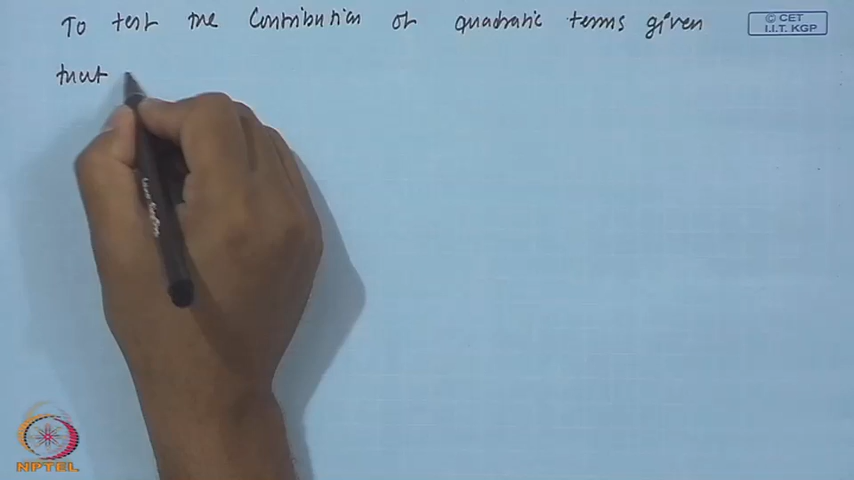 To test the Contribution of quadratic terms given
© CET
I.I.T. KGP
that
NPTEL